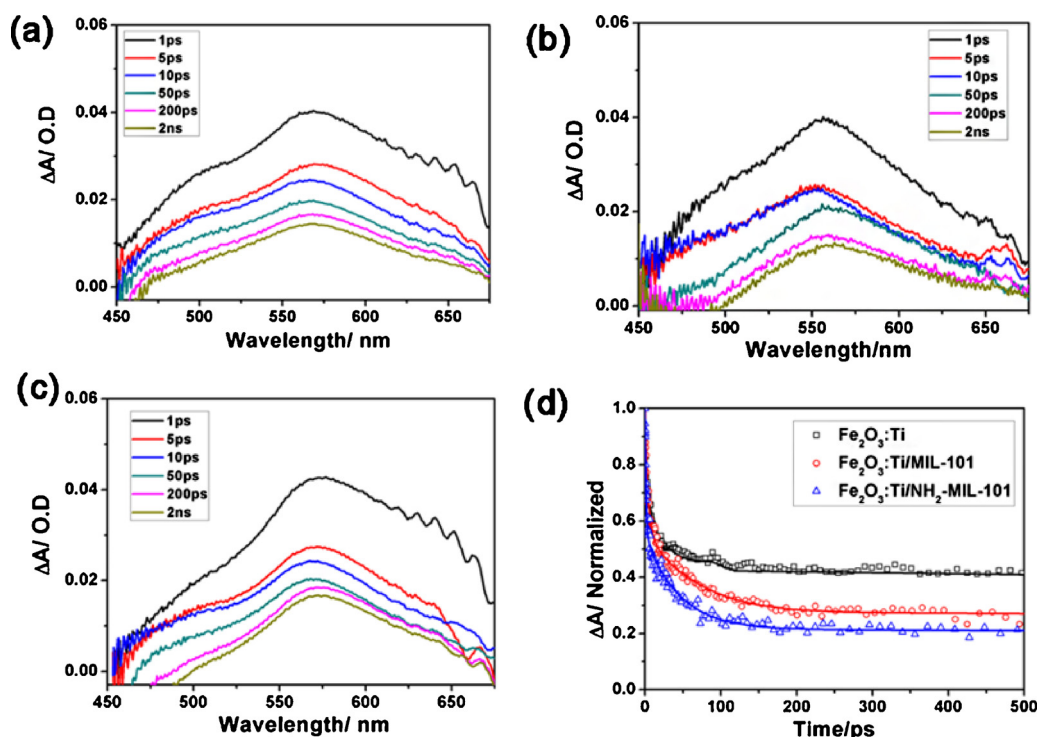 (a)
0.06
0.04
0.02
0.00
ΔA/ O.D
1ps
5ps
10ps
50ps
200ps
2ns
450 500 550 600 650
Wavelength/ nm
(b)
0.06
0.04
0.02
0.00
ΔA/ O.D
1ps
5ps
10ps
50ps
200ps
2ns
450 500 550 600 650
Wavelength/nm
(c)
0.06
0.04
0.02
0.00
ΔA/ O.D
1ps
5ps
10ps
50ps
200ps
2ns
450 500 550 600 650
Wavelength/ nm
(d)
1.0
0.8
0.6
0.4
0.2
0.0
ΔA/ Normalized
Fe₂O₃:Ti
Fe₂O₃:Ti/MIL-101
Fe₂O₃:Ti/NH₂-MIL-101
0 100 200 300 400 500
Time/ps